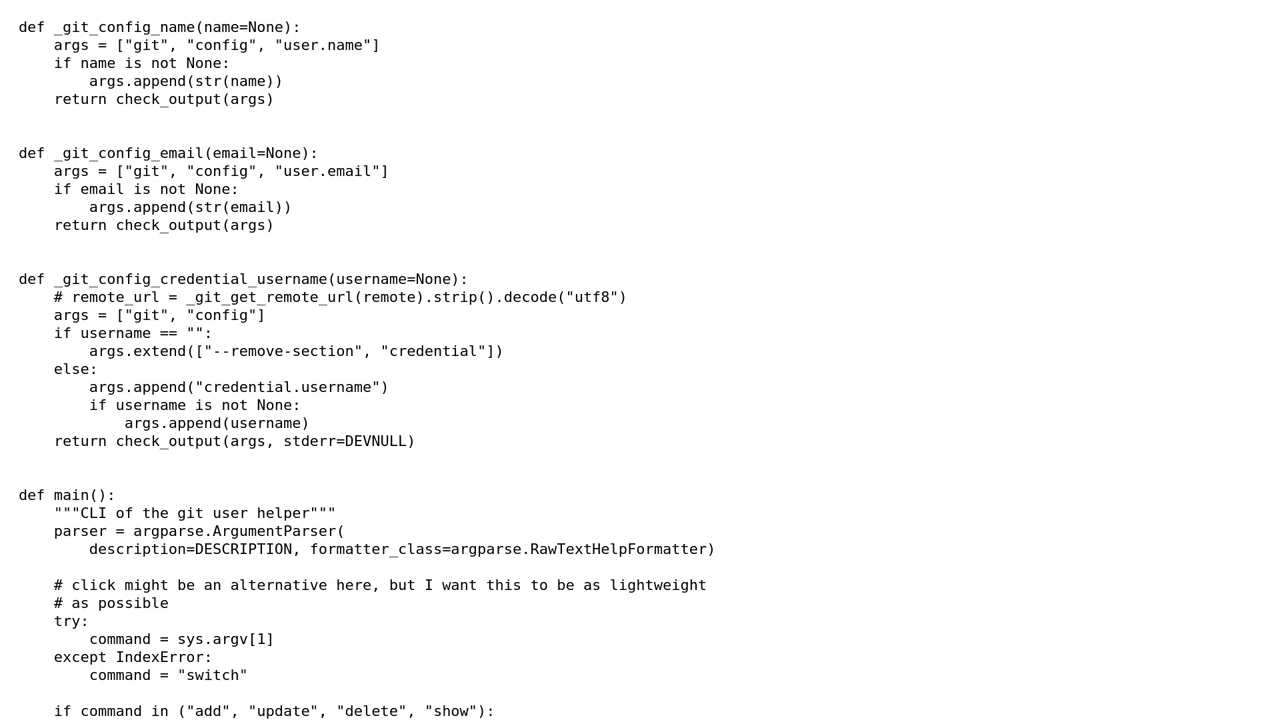 def _git_config_name(name=None):
    args = ["git", "config", "user.name"]
    if name is not None:
        args.append(str(name))
    return check_output(args)


def _git_config_email(email=None):
    args = ["git", "config", "user.email"]
    if email is not None:
        args.append(str(email))
    return check_output(args)


def _git_config_credential_username(username=None):
    # remote_url = _git_get_remote_url(remote).strip().decode("utf8")
    args = ["git", "config"]
    if username == "":
        args.extend(["--remove-section", "credential"])
    else:
        args.append("credential.username")
        if username is not None:
            args.append(username)
    return check_output(args, stderr=DEVNULL)


def main():
    """CLI of the git user helper"""
    parser = argparse.ArgumentParser(
        description=DESCRIPTION, formatter_class=argparse.RawTextHelpFormatter)

    # click might be an alternative here, but I want this to be as lightweight
    # as possible
    try:
        command = sys.argv[1]
    except IndexError:
        command = "switch"

    if command in ("add", "update", "delete", "show"):